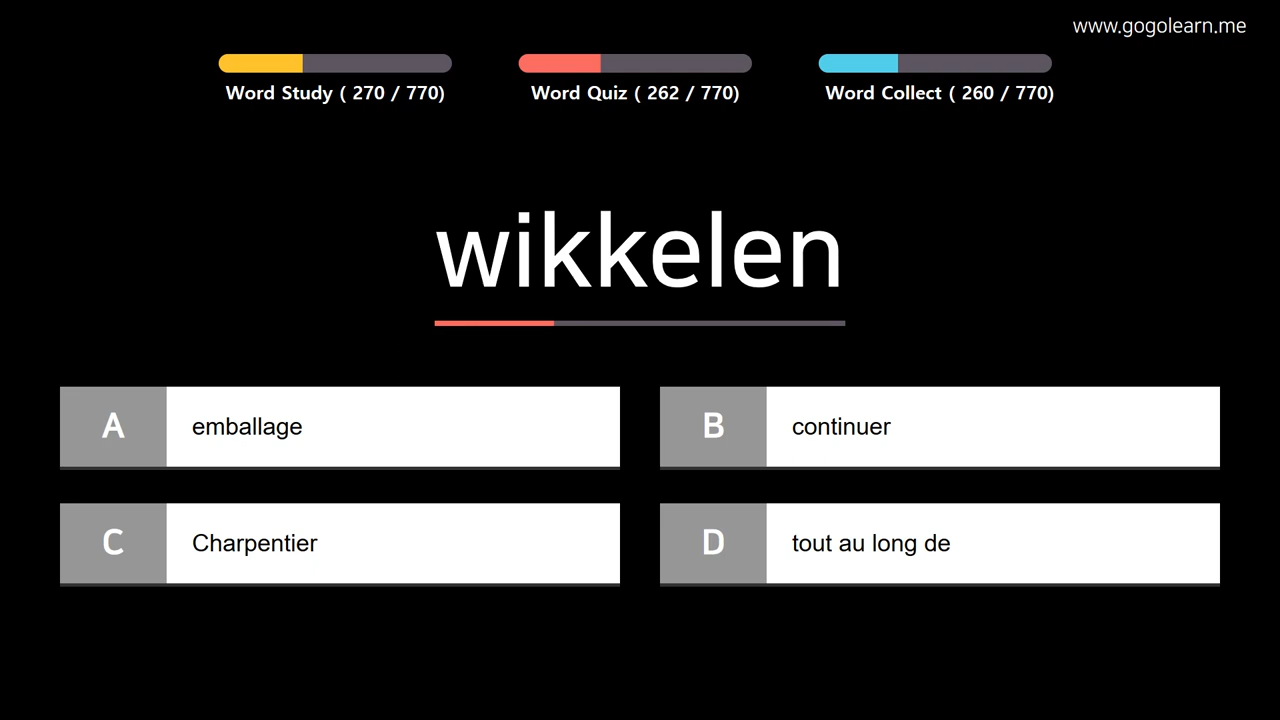 www.gogolearn.me
Word Study ( 270 / 770)
Word Quiz ( 262 / 770)
Word Collect ( 260 / 770)
wikkelen
A emballage
B continuer
C Charpentier
D tout au long de